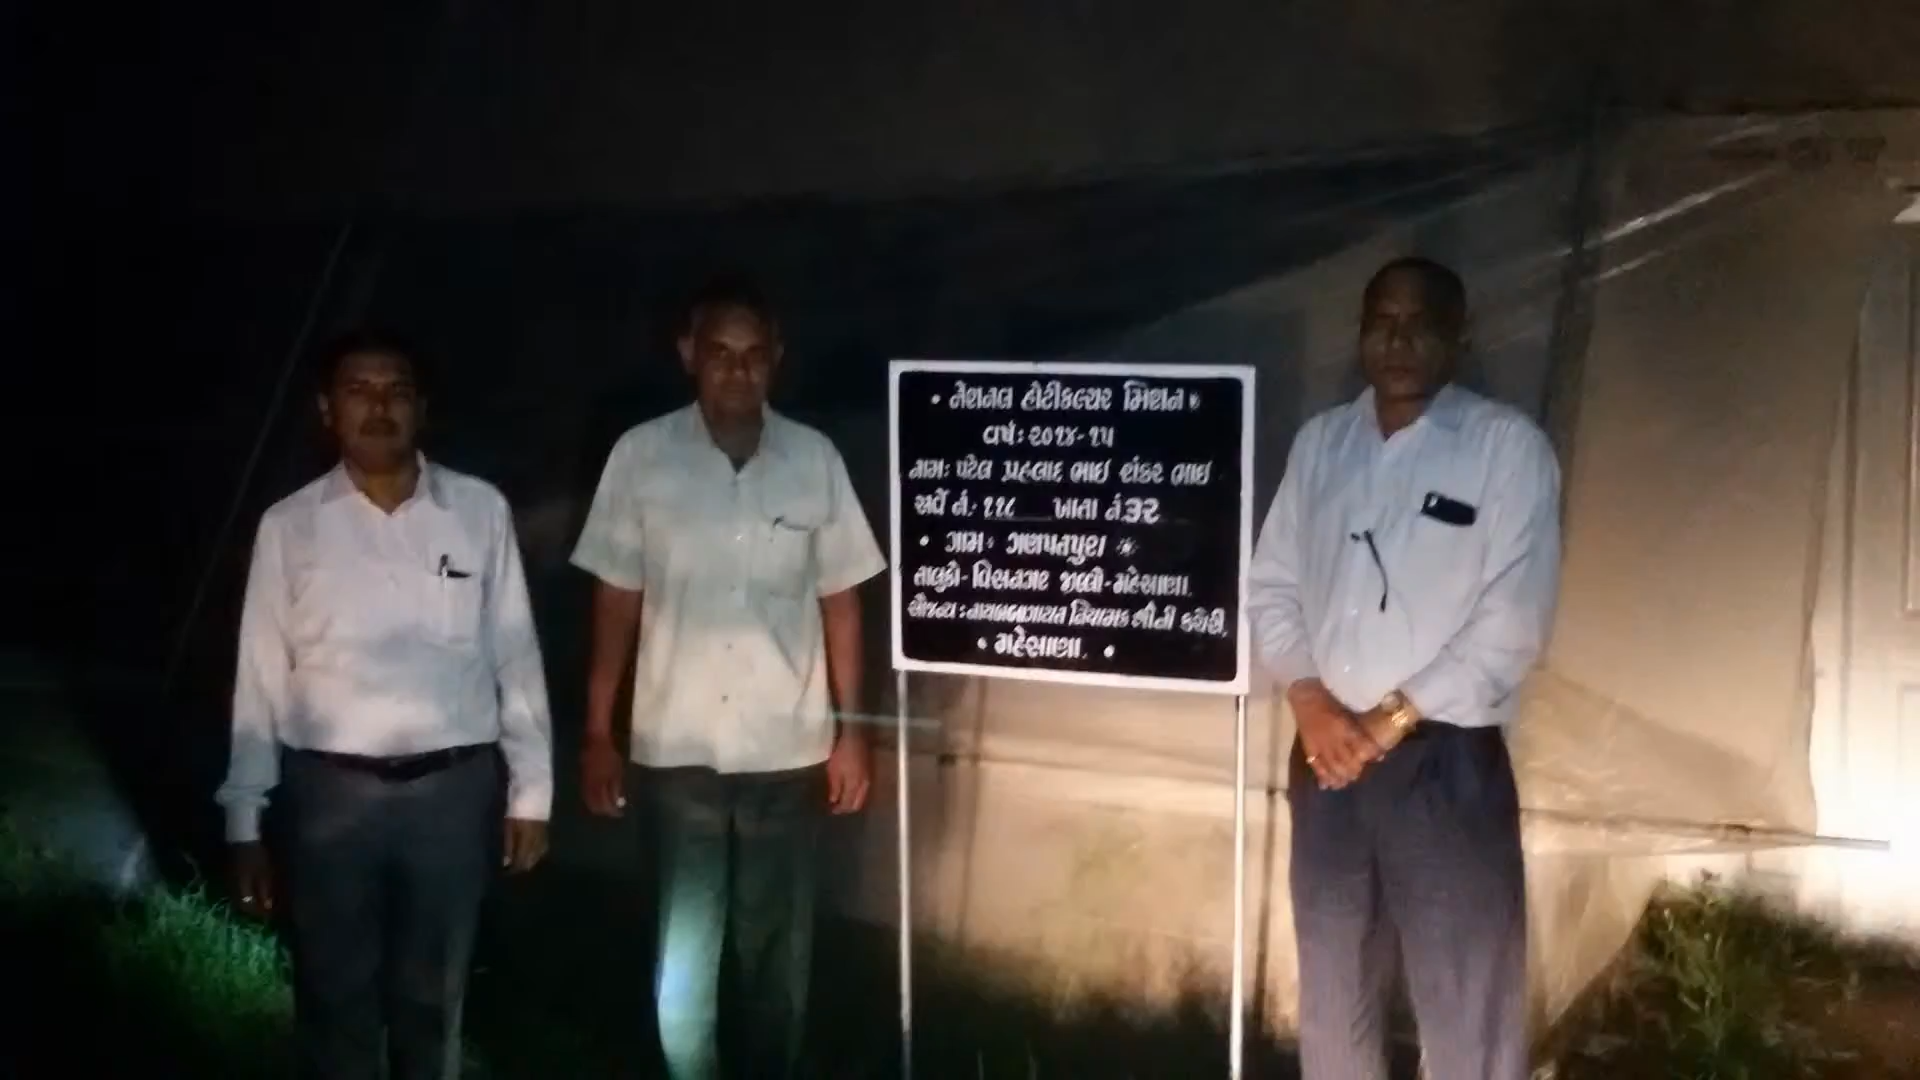 • નેશનલ હોર્ટીકલ્ચર મિશન *
વર્ષ: ૨૦૧૪-૧૫
નામ: પટેલ પ્રહલાદ ભાઇ શંકર ભાઇ
સર્વે નં.- ૧૧૮ ખાતા નં.૩૨
• ગામ: ગણપતપુરા *
તાલુકો- વિસનગર જીલ્લો-મહેસાણા.
સૌજન્ય : નાયબ બાગાયત નિયામક શ્રીની કચેરી.
• મહેસાણા. •